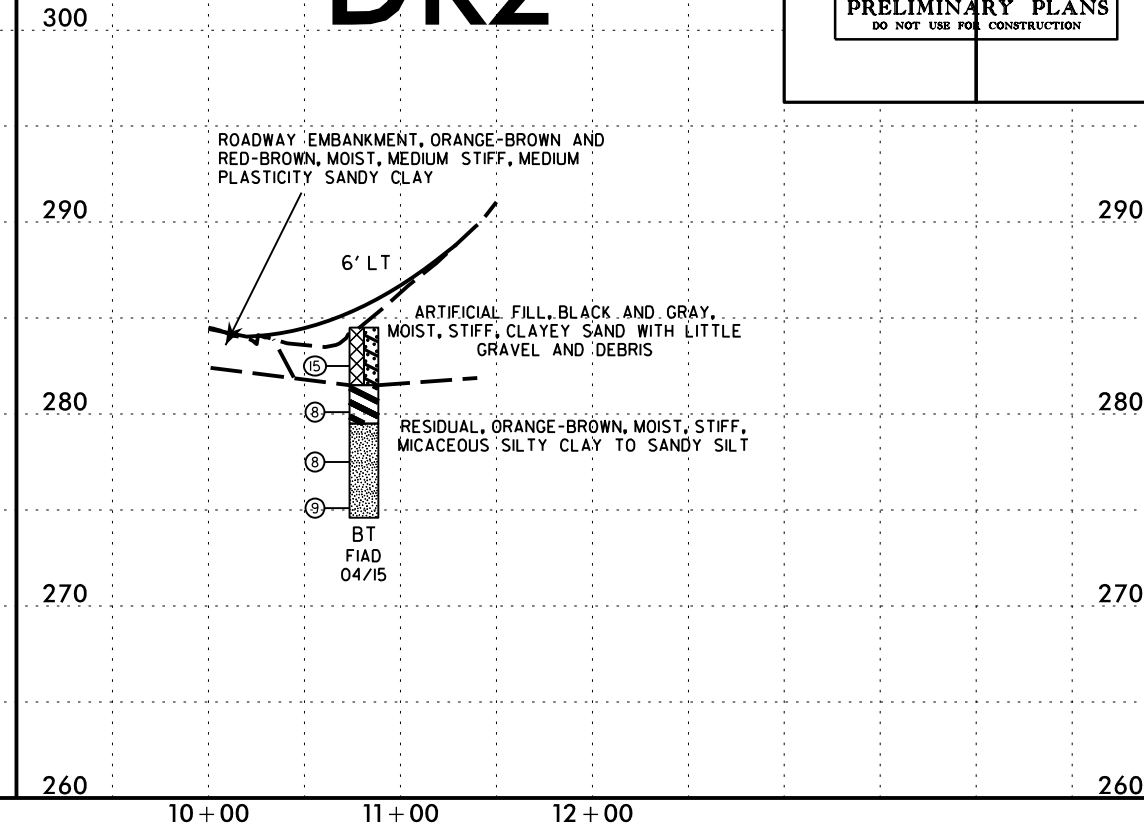 DR2
PRELIMINARY PLANS
DO NOT USE FOR CONSTRUCTION
300
ROADWAY EMBANKMENT, ORANGE-BROWN AND
RED-BROWN, MOIST, MEDIUM STIFF, MEDIUM
PLASTICITY SANDY CLAY
290
290
6' LT
ARTIFICIAL FILL, BLACK AND GRAY,
MOIST, STIFF, CLAYEY SAND WITH LITTLE
GRAVEL AND DEBRIS
15
280
8
280
RESIDUAL, ORANGE-BROWN, MOIST, STIFF,
MICACEOUS SILTY CLAY TO SANDY SILT
8
9
BT
FIAD
04/15
270
270
260
260
10+00
11+00
12+00